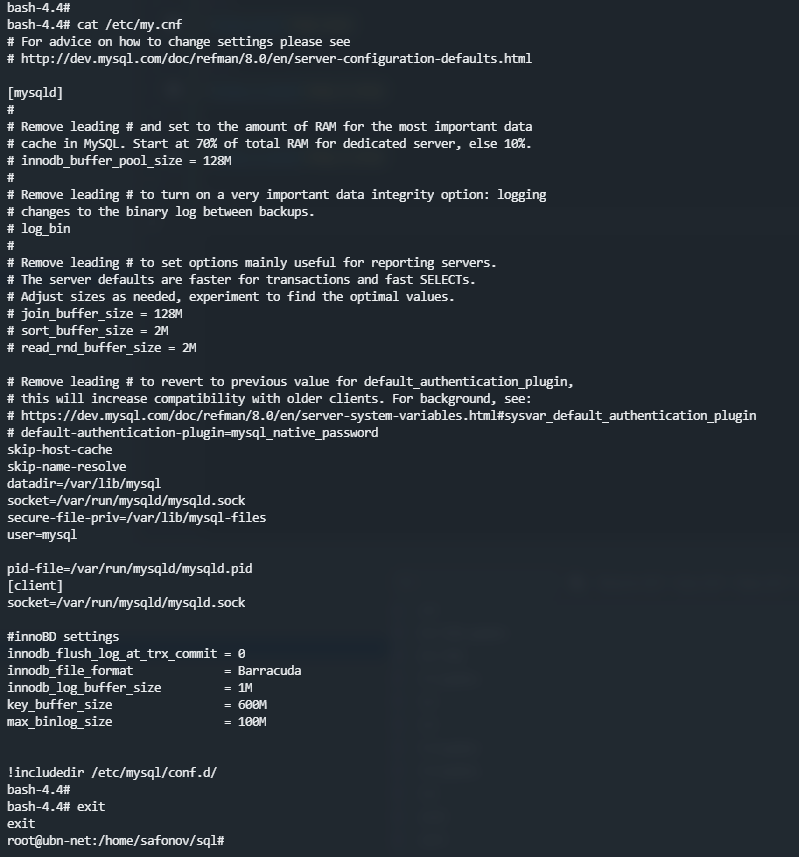 bash-4.4#
bash-4.4# cat /etc/my.cnf
# For advice on how to change settings please see
# http://dev.mysql.com/doc/refman/8.0/en/server-configuration-defaults.html
[mysqld]
#
# Remove leading # and set to the amount of RAM for the most important data
# cache in MySQL. Start at 70% of total RAM for dedicated server, else 10%.
# innodb_buffer_pool_size = 128M
#
# Remove leading # to turn on a very important data integrity option: logging
# changes to the binary log between backups.
# log_bin
#
# Remove leading # to set options mainly useful for reporting servers.
# The server defaults are faster for transactions and fast SELECTs.
# Adjust sizes as needed, experiment to find the optimal values.
# join_buffer_size = 128M
# sort_buffer_size = 2M
# read_rnd_buffer_size = 2M
# Remove leading # to revert to previous value for default_authentication_plugin,
# this will increase compatibility with older clients. For background, see:
# https://dev.mysql.com/doc/refman/8.0/en/server-system-variables.html#sysvar_default_authentication_plugin
# default-authentication-plugin=mysql_native_password
skip-host-cache
skip-name-resolve
datadir=/var/lib/mysql
socket=/var/run/mysqld/mysqld.sock
secure-file-priv=/var/lib/mysql-files
user=mysql
pid-file=/var/run/mysqld/mysqld.pid
[client]
socket=/var/run/mysqld/mysqld.sock
#innoBD settings
innodb_flush_log_at_trx_commit = 0
innodb_file_format             = Barracuda
innodb_log_buffer_size         = 1M
key_buffer_size                = 600M
max_binlog_size                = 100M
!includedir /etc/mysql/conf.d/
bash-4.4#
bash-4.4# exit
exit
root@ubn-net:/home/safonov/sql#